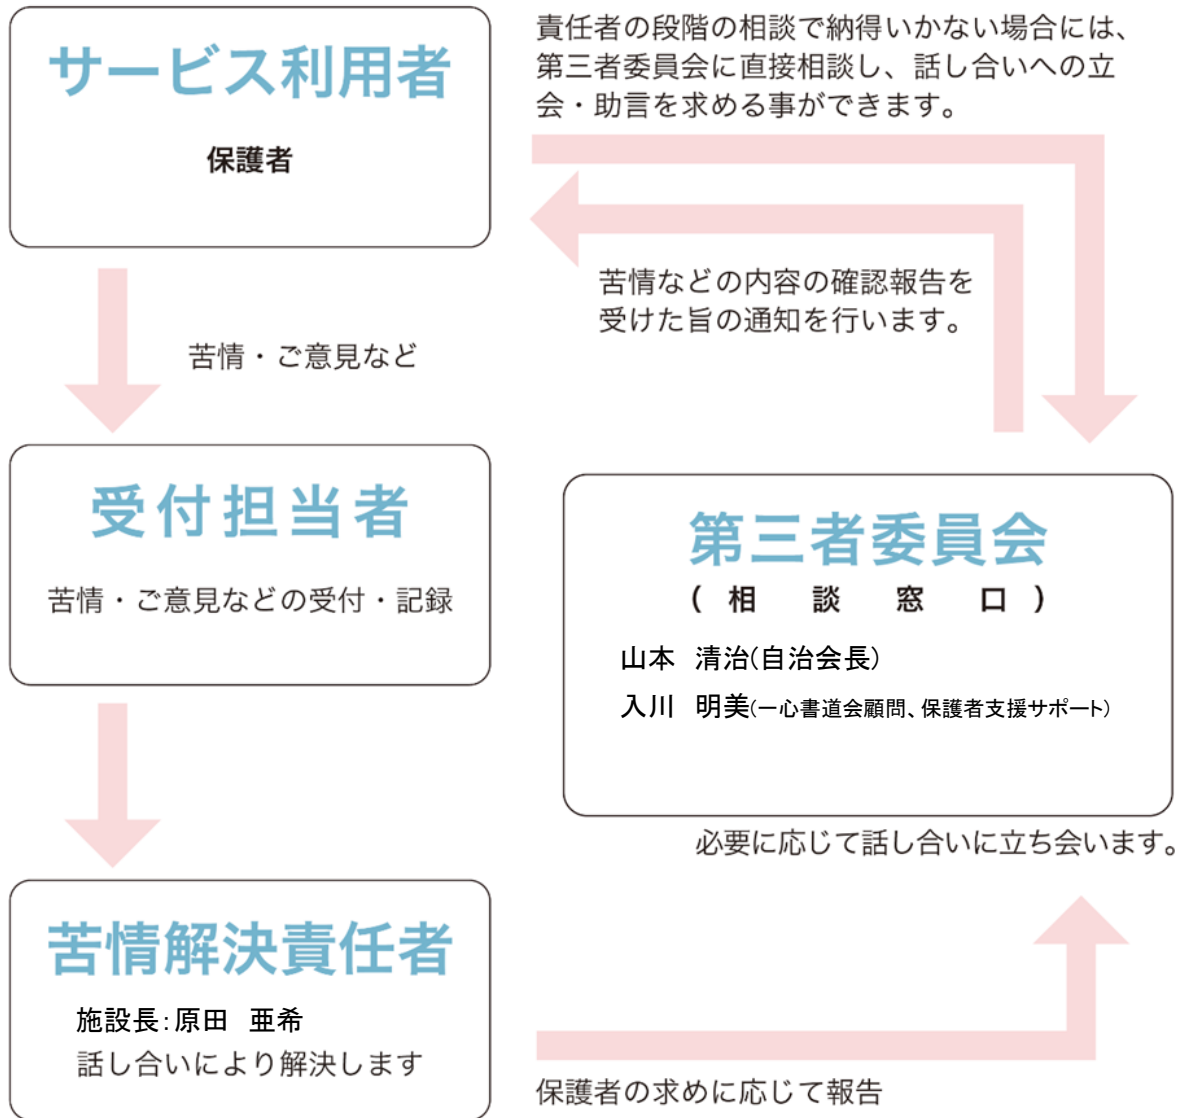 サービス利用者
保護者
責任者の段階の相談で納得いかない場合には、
第三者委員会に直接相談し、話し合いへの立
会・助言を求める事ができます。
苦情などの内容の確認報告を
受けた旨の通知を行います。
苦情・ご意見など
受付担当者
苦情・ご意見などの受付・記録
第三者委員会
(相談窓口)
山本　清治(自治会長)
入川　明美(一心書道会顧問、保護者支援サポート)
必要に応じて話し合いに立ち会います。
苦情解決責任者
施設長:原田　亜希
話し合いにより解決します
保護者の求めに応じて報告